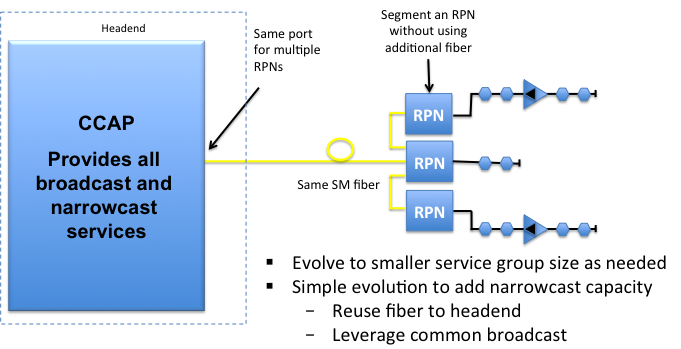 Headend
CCAP
Provides all
broadcast and
narrowcast
services
Same port
for multiple
RPNs
Segment an RPN
without using
additional fiber
RPN
RPN
RPN
Same SM fiber
▪ Evolve to smaller service group size as needed
▪ Simple evolution to add narrowcast capacity
– Reuse fiber to headend
– Leverage common broadcast